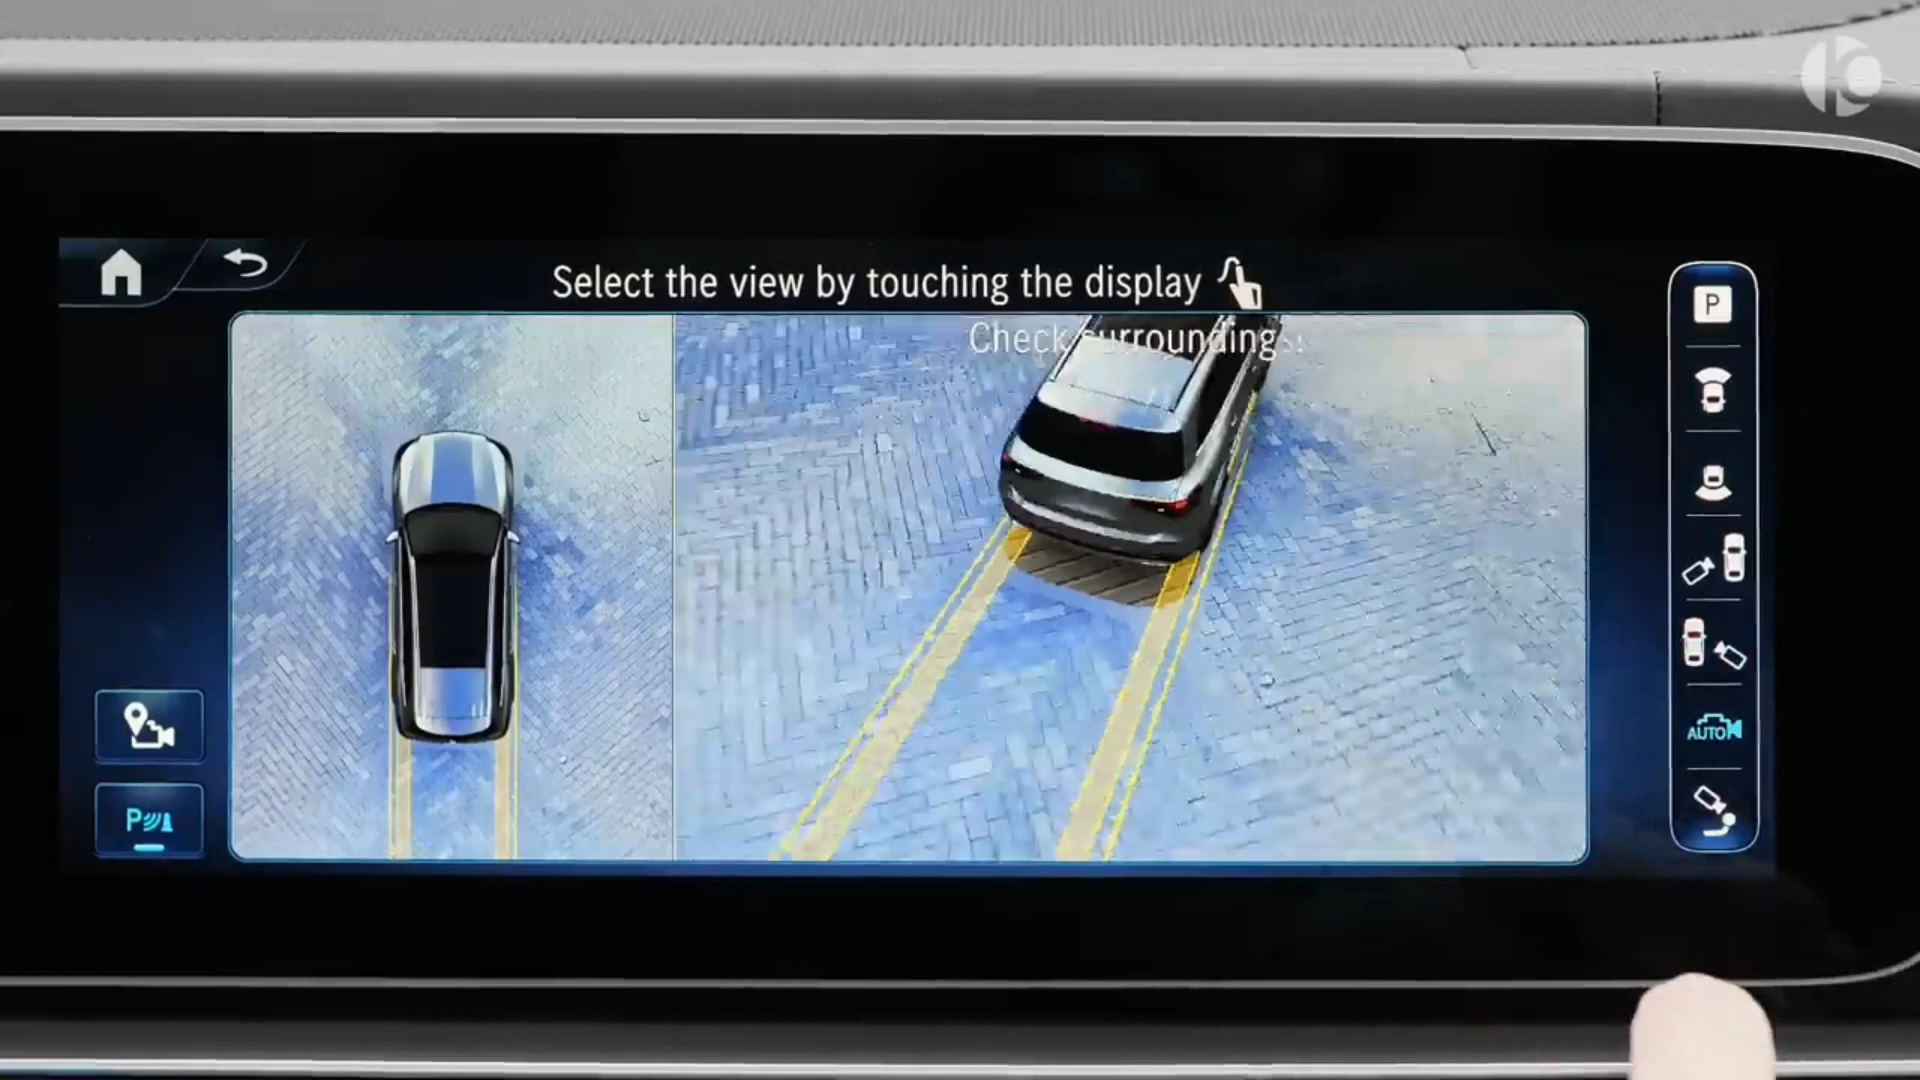 Select the view by touching the display
Check surroundings!
P
AUTO
P